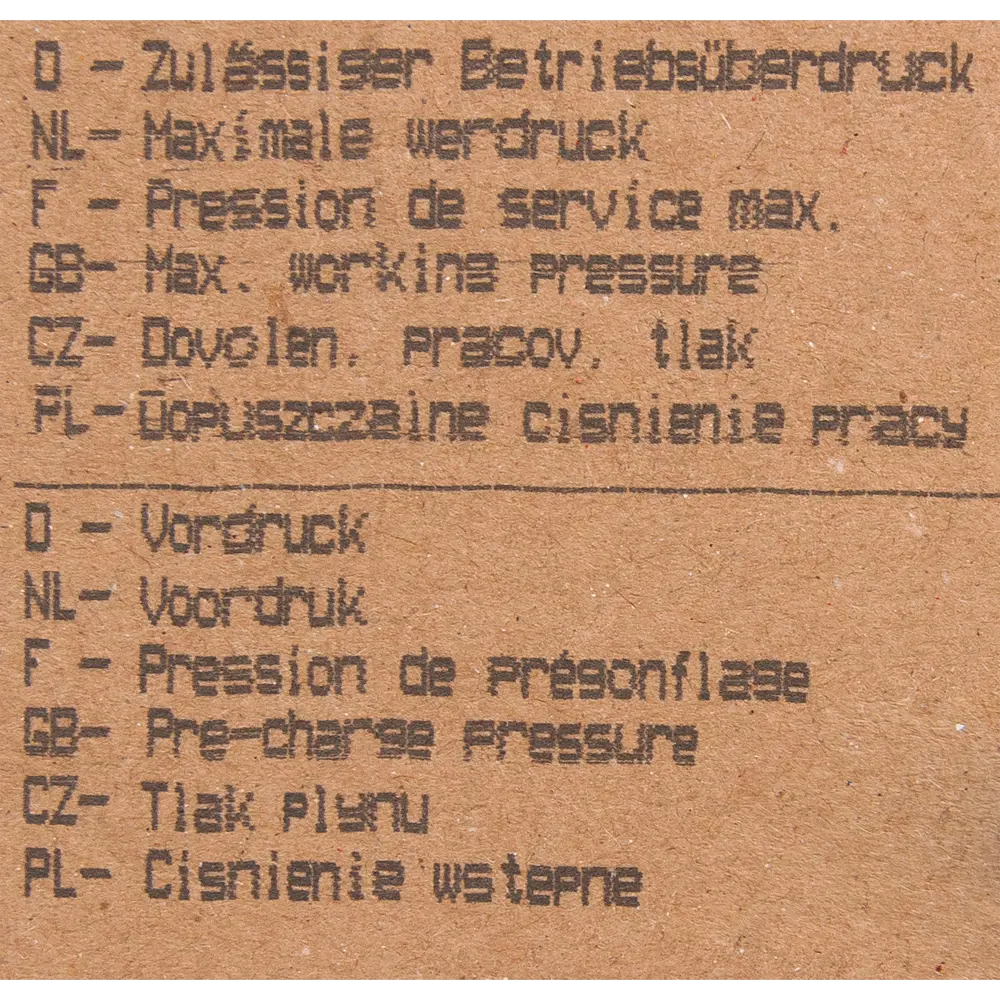 D - Zulässiger Betriebsüberdruck
NL- Maximale werdruck
F - Pression de service max.
GB- Max. working pressure
CZ- Dovolen. pracov. tlak
PL- Dopuszczalne cisnienie pracy
D - Vordruck
NL- Voordruk
F - Pression de prégonflage
GB- Pre-charge pressure
CZ- Tlak plynu
PL- Cisnienie wstepne